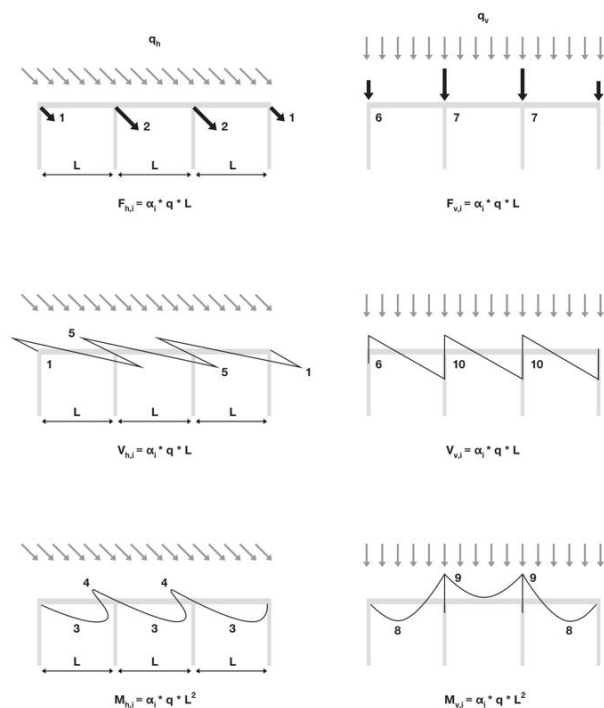 q_h
q_v
1 2 2 1
6 7 7
L L L
F_h,i = α_i * q * L
F_v,i = α_i * q * L
5
1 5 1
6 10 10
L L L
V_h,i = α_i * q * L
V_v,i = α_i * q * L
4 4
9 9
3 3 3
8 8
L L L
M_h,i = α_i * q * L²
M_v,i = α_i * q * L²